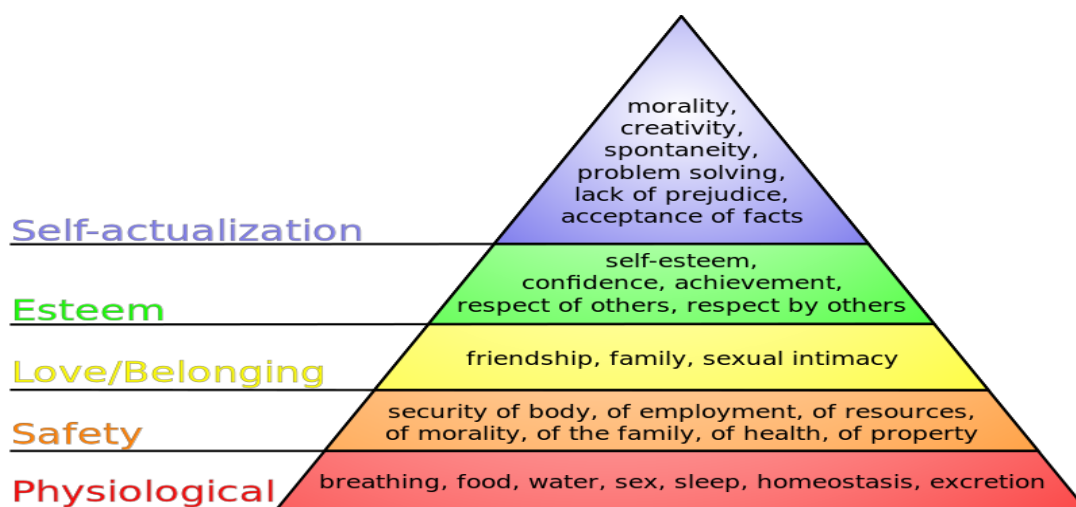 morality,
creativity,
spontaneity,
problem solving,
lack of prejudice,
acceptance of facts
Self-actualization
self-esteem,
confidence, achievement,
respect of others, respect by others
Esteem
friendship, family, sexual intimacy
Love/Belonging
security of body, of employment, of resources,
of morality, of the family, of health, of property
Safety
breathing, food, water, sex, sleep, homeostasis, excretion
Physiological